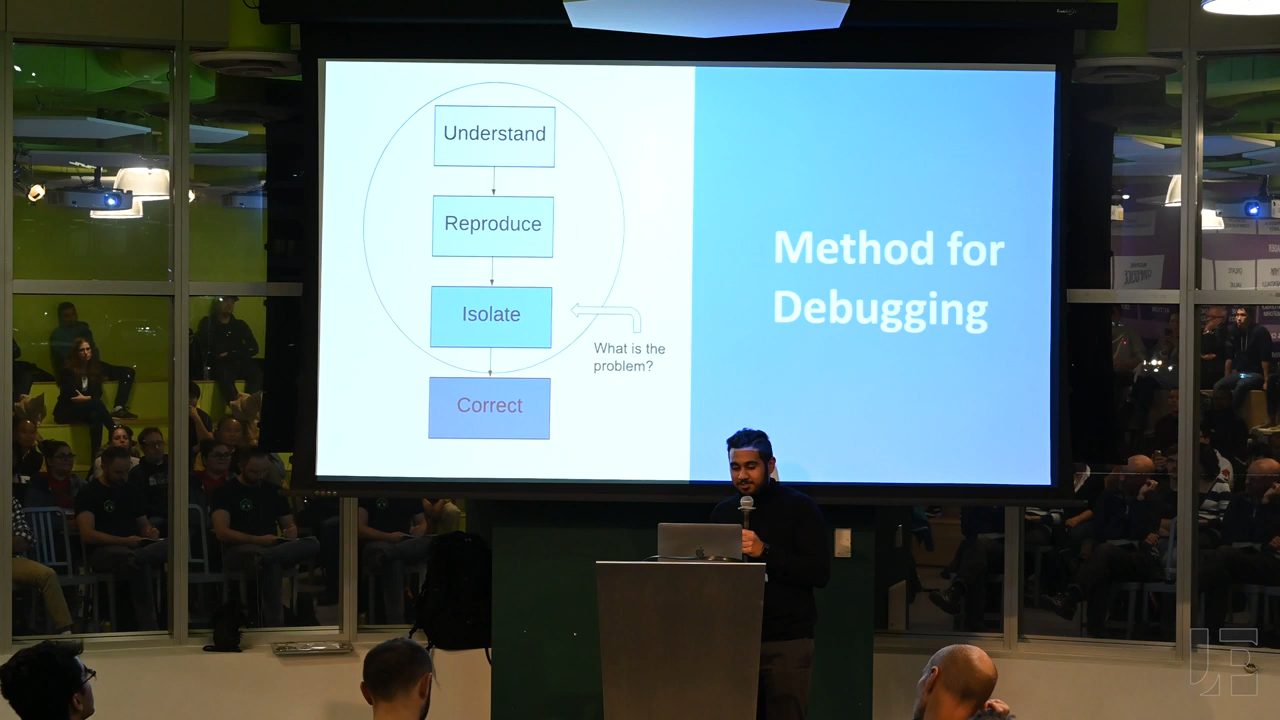 Understand
Reproduce
Isolate
What is the
problem?
Correct
Method for
Debugging